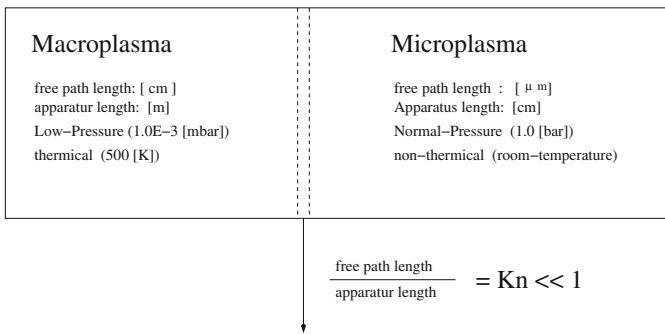 Macroplasma
free path length: [ cm ]
apparatur length: [m]
Low−Pressure (1.0E−3 [mbar])
thermical (500 [K])
Microplasma
free path length : [ μ m]
Apparatus length: [cm]
Normal−Pressure (1.0 [bar])
non−thermical (room−temperature)
free path length
apparatur length
= Kn << 1